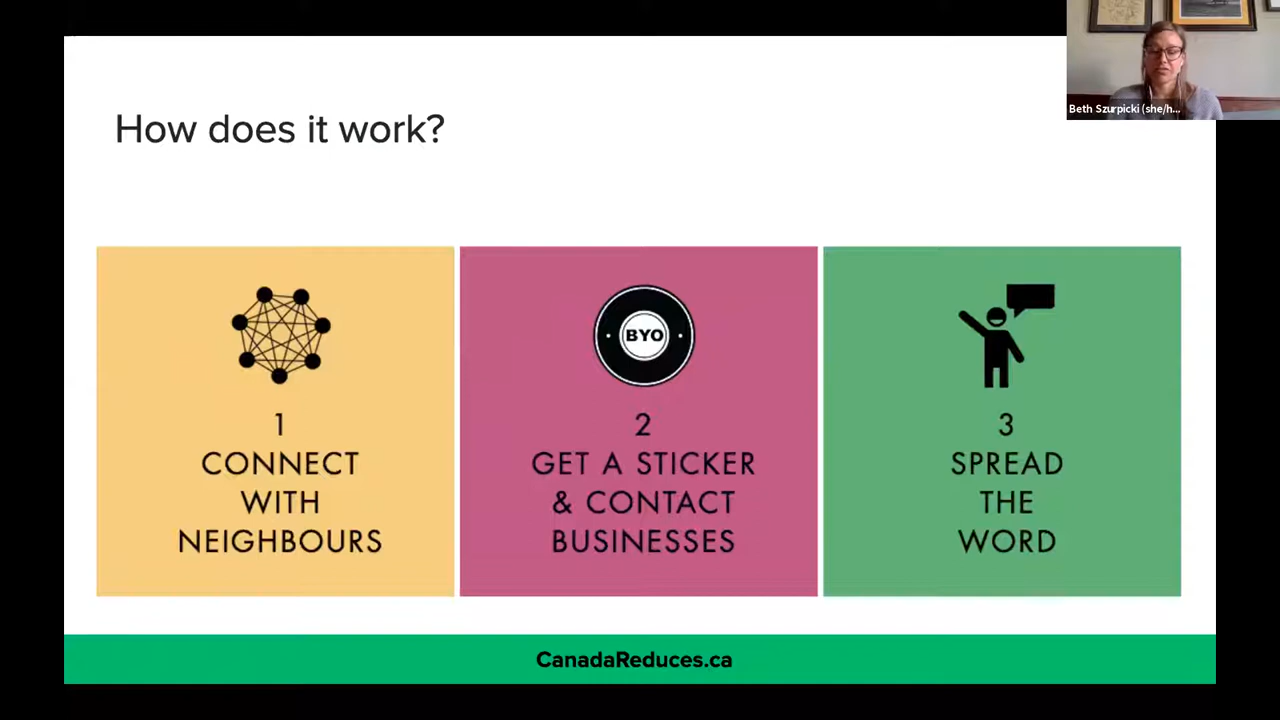 How does it work?
Beth Szurpicki (she/h...
BYO
1
CONNECT
WITH
NEIGHBOURS
2
GET A STICKER
& CONTACT
BUSINESSES
3
SPREAD
THE
WORD
CanadaReduces.ca